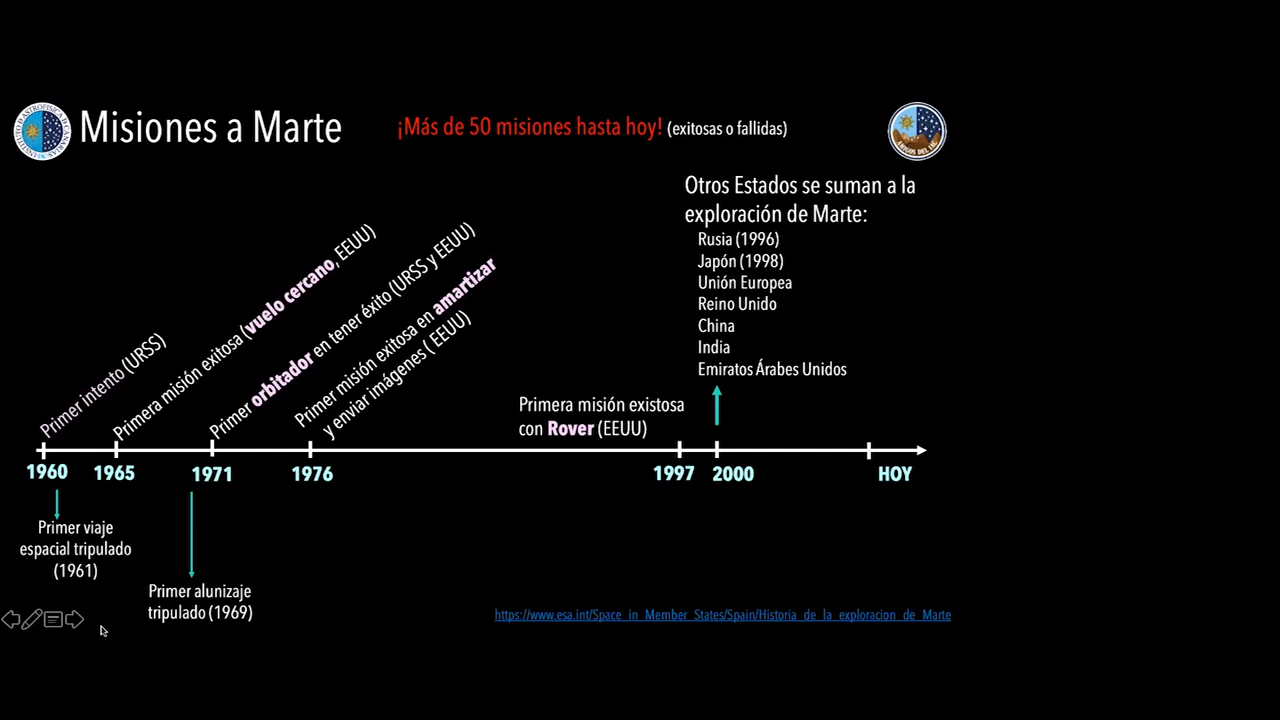 Misiones a Marte
¡Más de 50 misiones hasta hoy! (exitosas o fallidas)
AMIGOS DEL IAC
Otros Estados se suman a la
exploración de Marte:
Rusia (1996)
Japón (1998)
Unión Europea
Reino Unido
China
India
Emiratos Árabes Unidos
Primer intento (URSS)
Primera misión exitosa (vuelo cercano, EEUU)
Primer orbitador en tener éxito (URSS y EEUU)
Primer misión exitosa en amartizar
y enviar imágenes ( EEUU)
Primera misión existosa
con Rover (EEUU)
1960
1965
1971
1976
1997
2000
HOY
Primer viaje
espacial tripulado
(1961)
Primer alunizaje
tripulado (1969)
https://www.esa.int/Space_in_Member_States/Spain/Historia_de_la_exploracion_de_Marte